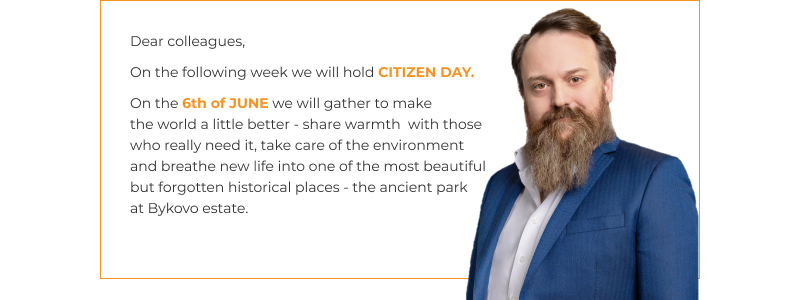 Dear colleagues,
On the following week we will hold CITIZEN DAY.
On the 6th of JUNE we will gather to make
the world a little better - share warmth  with those
who really need it, take care of the environment
and breathe new life into one of the most beautiful
but forgotten historical places - the ancient park
at Bykovo estate.